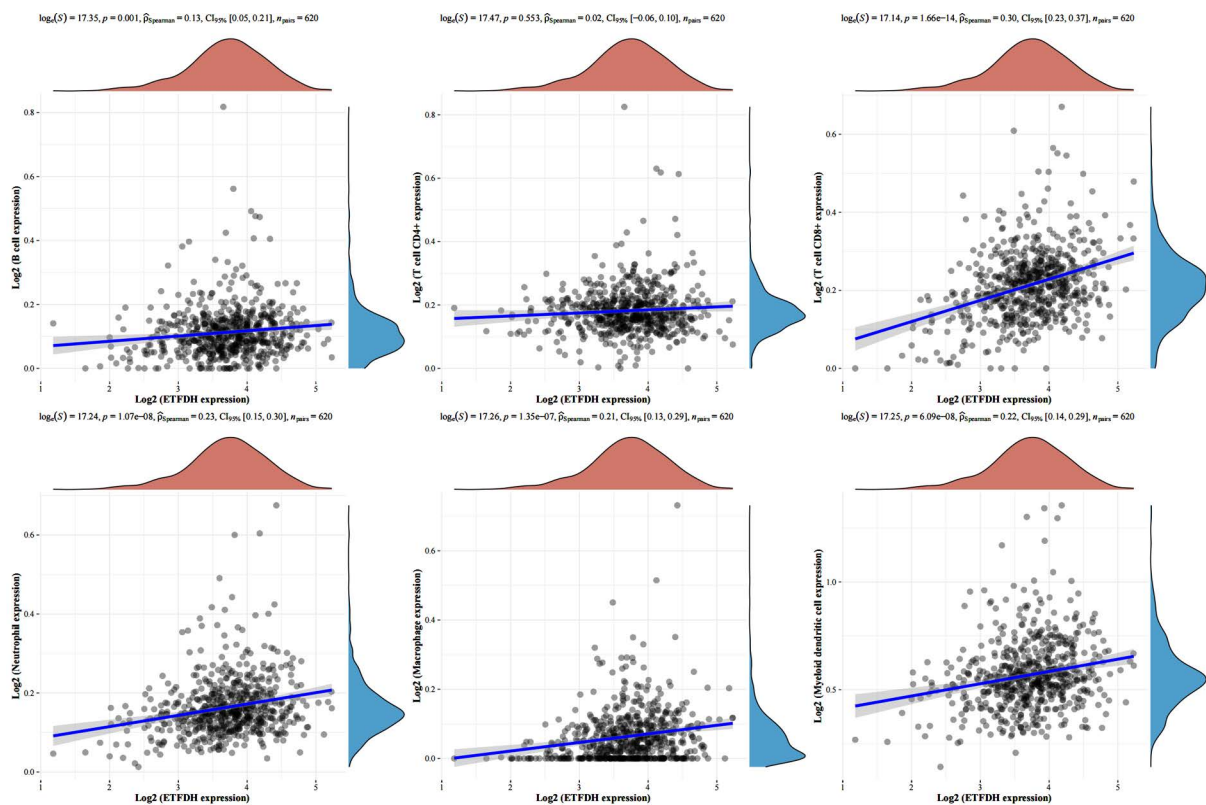 logₑ(S) = 17.35, p = 0.001, ρ̂Spearman = 0.13, CI95% [0.05, 0.21], npairs = 620
logₑ(S) = 17.47, p = 0.553, ρ̂Spearman = 0.02, CI95% [−0.06, 0.10], npairs = 620
logₑ(S) = 17.14, p = 1.66e−14, ρ̂Spearman = 0.30, CI95% [0.23, 0.37], npairs = 620
Log2 (B cell expression)
0.8
0.6
0.4
0.2
0.0
1 2 3 4 5
Log2 (ETFDH expression)
Log2 (T cell CD4+ expression)
0.8
0.6
0.4
0.2
0.0
1 2 3 4 5
Log2 (ETFDH expression)
Log2 (T cell CD8+ expression)
0.6
0.4
0.2
0.0
1 2 3 4 5
Log2 (ETFDH expression)
logₑ(S) = 17.24, p = 1.07e−08, ρ̂Spearman = 0.23, CI95% [0.15, 0.30], npairs = 620
logₑ(S) = 17.26, p = 1.35e−07, ρ̂Spearman = 0.21, CI95% [0.13, 0.29], npairs = 620
logₑ(S) = 17.25, p = 6.09e−08, ρ̂Spearman = 0.22, CI95% [0.14, 0.29], npairs = 620
Log2 (Neutrophil expression)
0.6
0.4
0.2
0.0
1 2 3 4 5
Log2 (ETFDH expression)
Log2 (Macrophage expression)
0.6
0.4
0.2
0.0
1 2 3 4 5
Log2 (ETFDH expression)
Log2 (Myeloid dendritic cell expression)
1.0
0.5
1 2 3 4 5
Log2 (ETFDH expression)